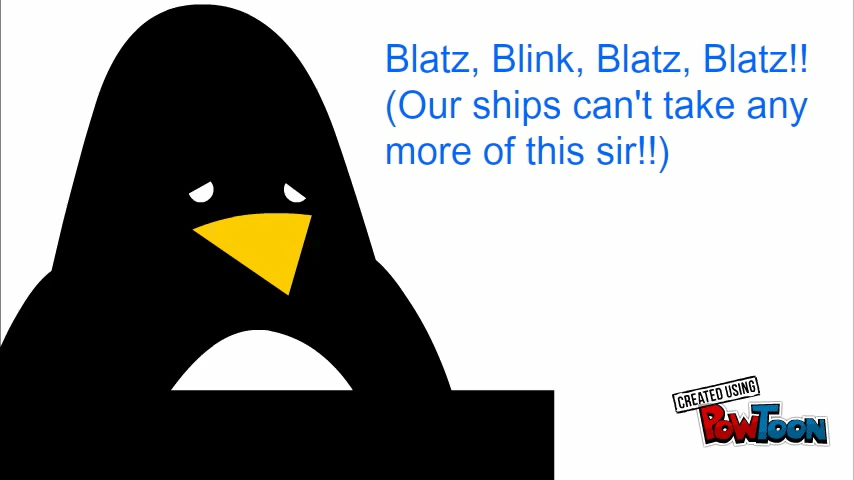 Blatz, Blink, Blatz, Blatz!!
(Our ships can't take any
more of this sir!!)
CREATED USING
POWTOON